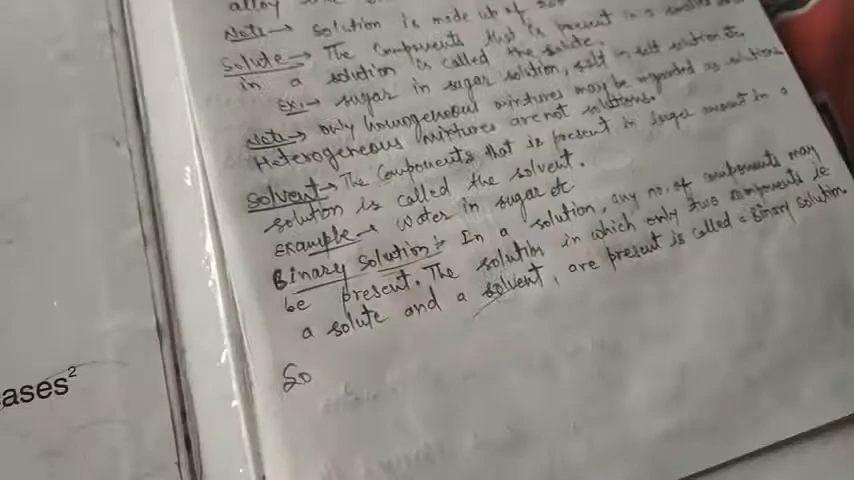 alloy
Note→ Solution is made up of
Solute→ The Components that is present in a smaller
in a solution is called the solute.
Ex:→ sugar in sugar solution, salt in salt solution etc.
Note→ only homogeneous mixtures may be regarded as solutions.
Heterogeneous mixtures are not solutions.
Solvent→ The Components that is present in larger amount in a
solution is called the solvent.
Example→ Water in sugar etc
Binary Solution:→ In a solution, any no. of components may
be present. The solution in which only two components ie
a solute and a solvent, are present is called a Binary solution.
So
ases²